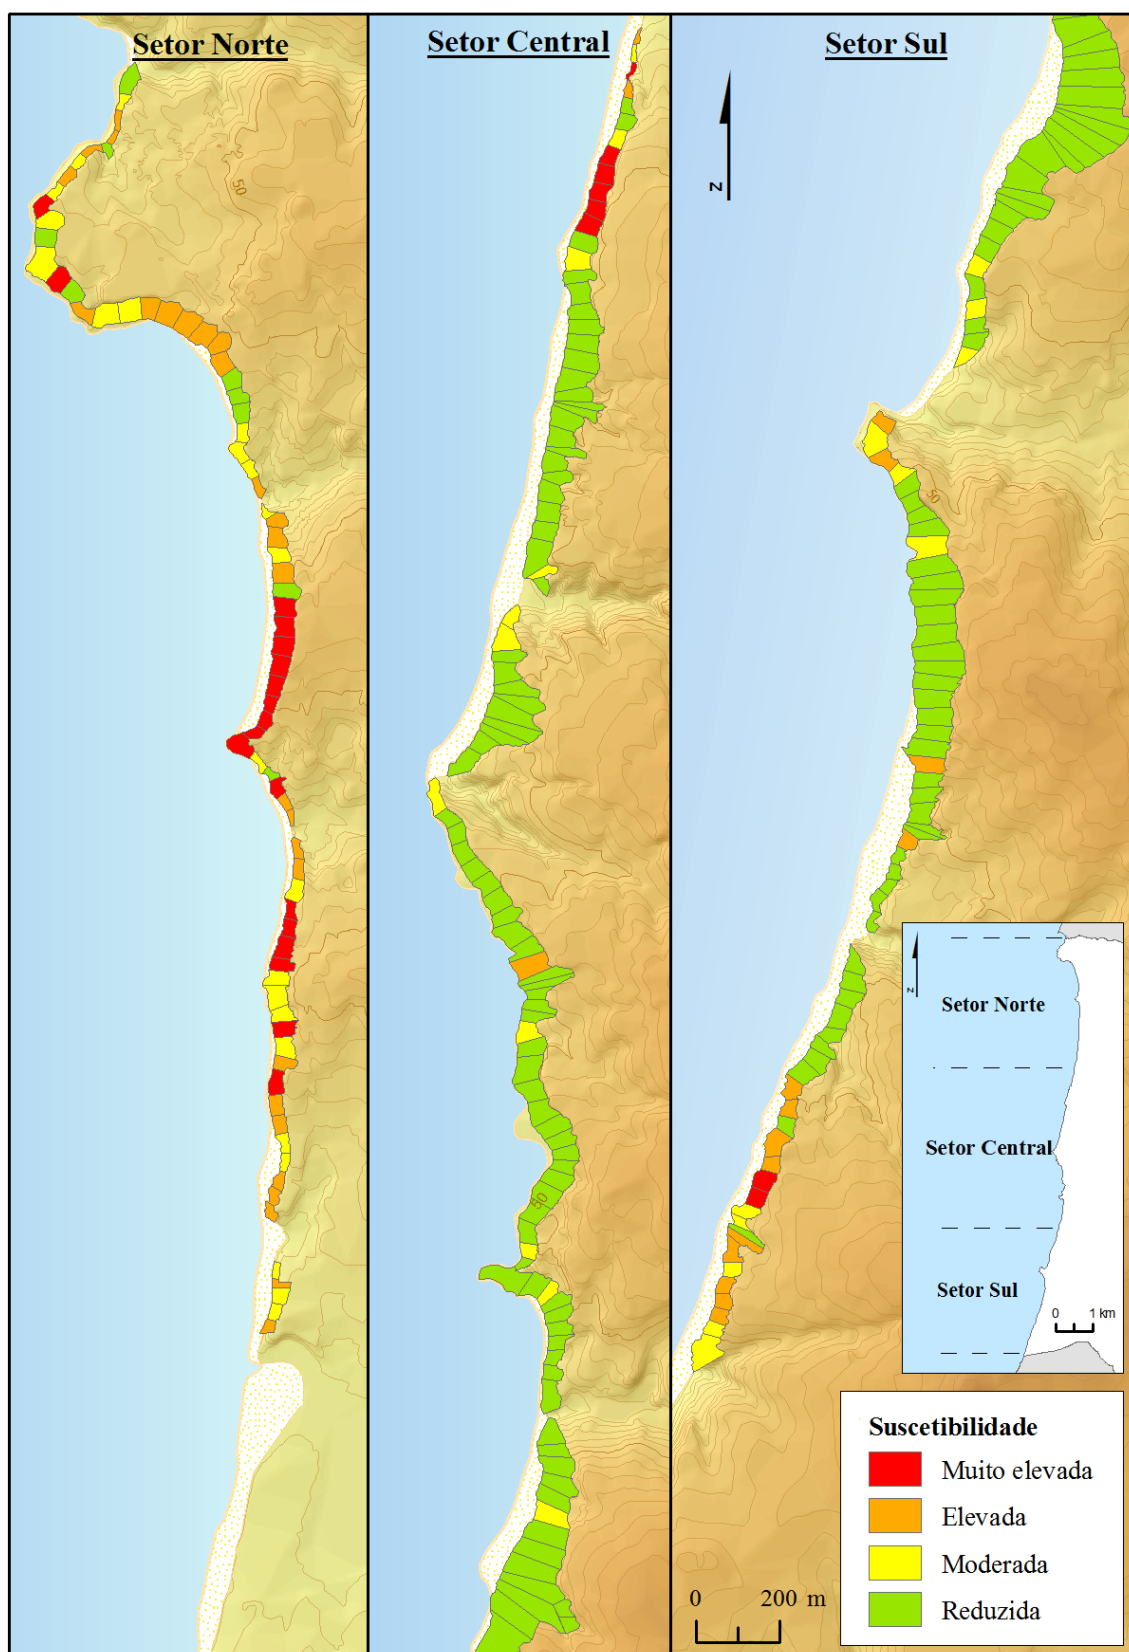 Setor Norte
Setor Central
Setor Sul
N
50
50
50
N
Setor Norte
Setor Central
Setor Sul
0 1 km
Suscetibilidade
Muito elevada
Elevada
Moderada
Reduzida
0 200 m